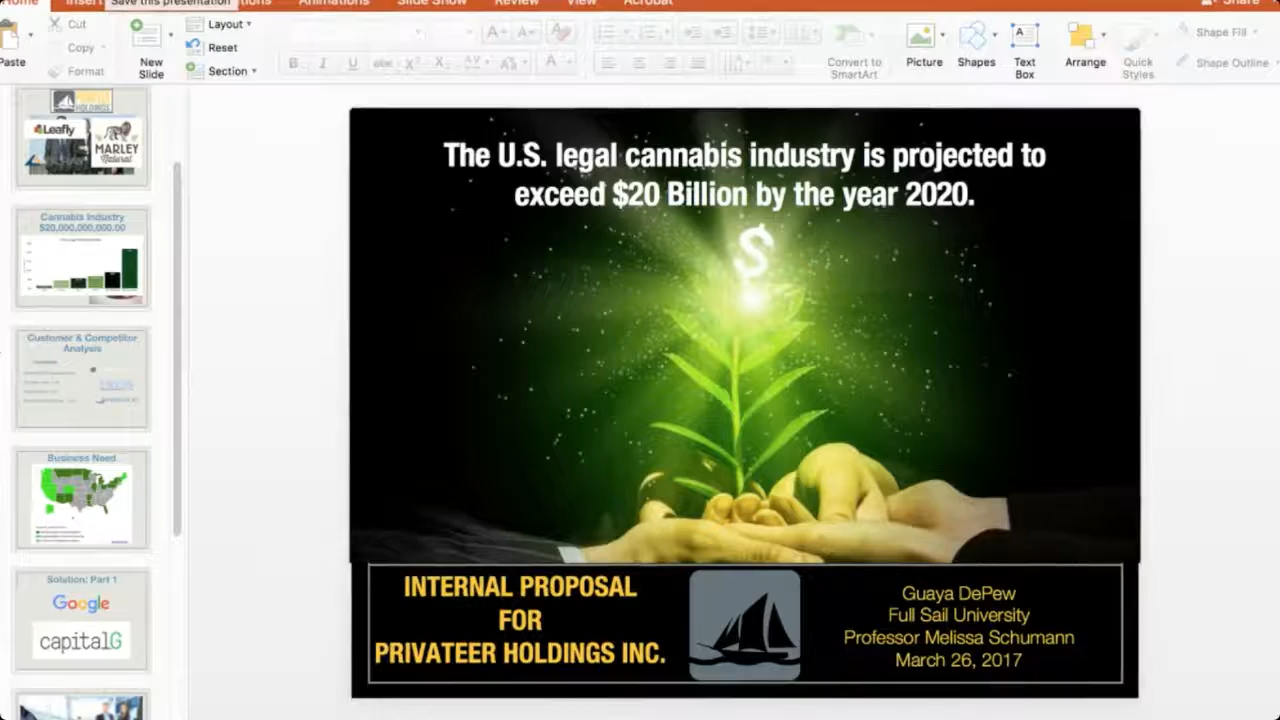 Home
Insert
Save this presentation
tions
Animations
Slide Show
Review
View
Acrobat
Share
Paste
Cut
Copy
Format
New
Slide
Layout
Reset
Section
Convert to
SmartArt
Picture
Shapes
Text
Box
Arrange
Quick
Styles
Shape Fill
Shape Outline
HOLDINGS
Leafly
MARLEY
Natural
Cannabis Industry
$20,000,000,000.00
Customer & Competitor
Analysis
Business Need
Solution: Part 1
Google
capitalG
The U.S. legal cannabis industry is projected to
exceed $20 Billion by the year 2020.
$
INTERNAL PROPOSAL
FOR
PRIVATEER HOLDINGS INC.
Guaya DePew
Full Sail University
Professor Melissa Schumann
March 26, 2017